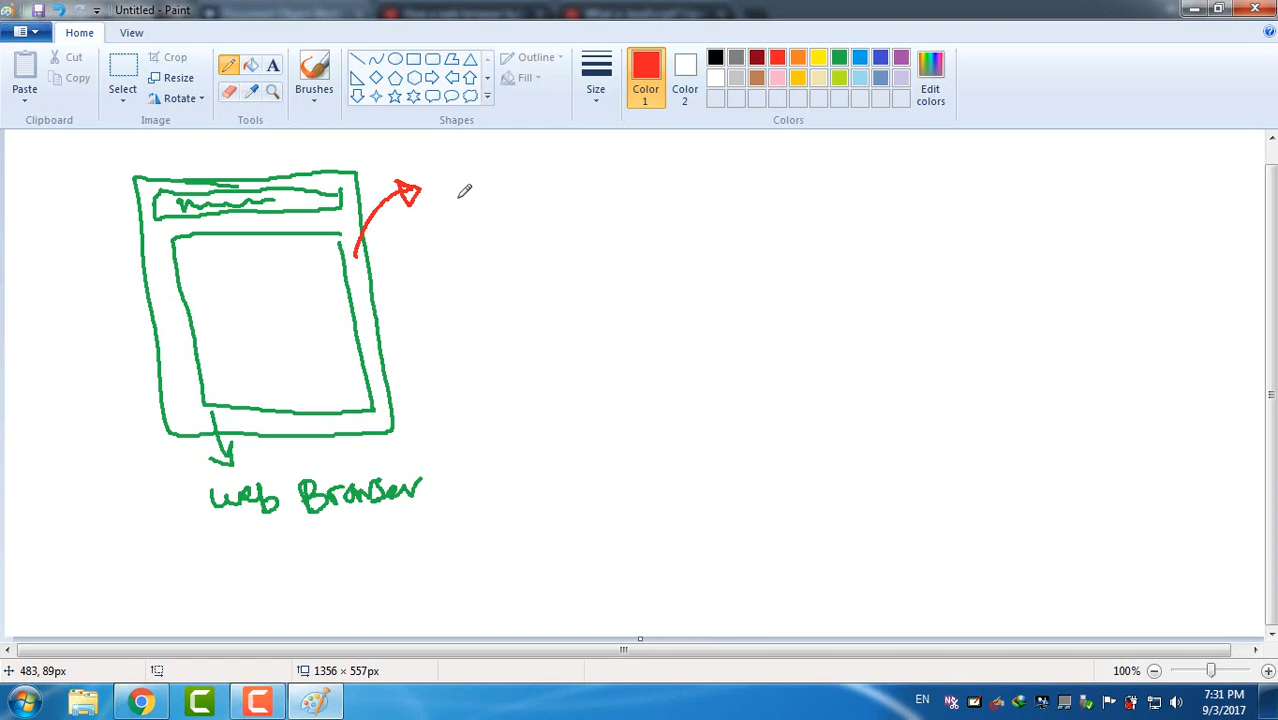 Untitled - Paint
Home
View
Paste
Cut
Copy
Clipboard
Select
Crop
Resize
Rotate
Image
A
Tools
Brushes
Outline
Fill
Shapes
Size
Color
1
Color
2
Edit
colors
Colors
web Browser
483, 89px
1356 × 557px
100%
EN
7:31 PM
9/3/2017